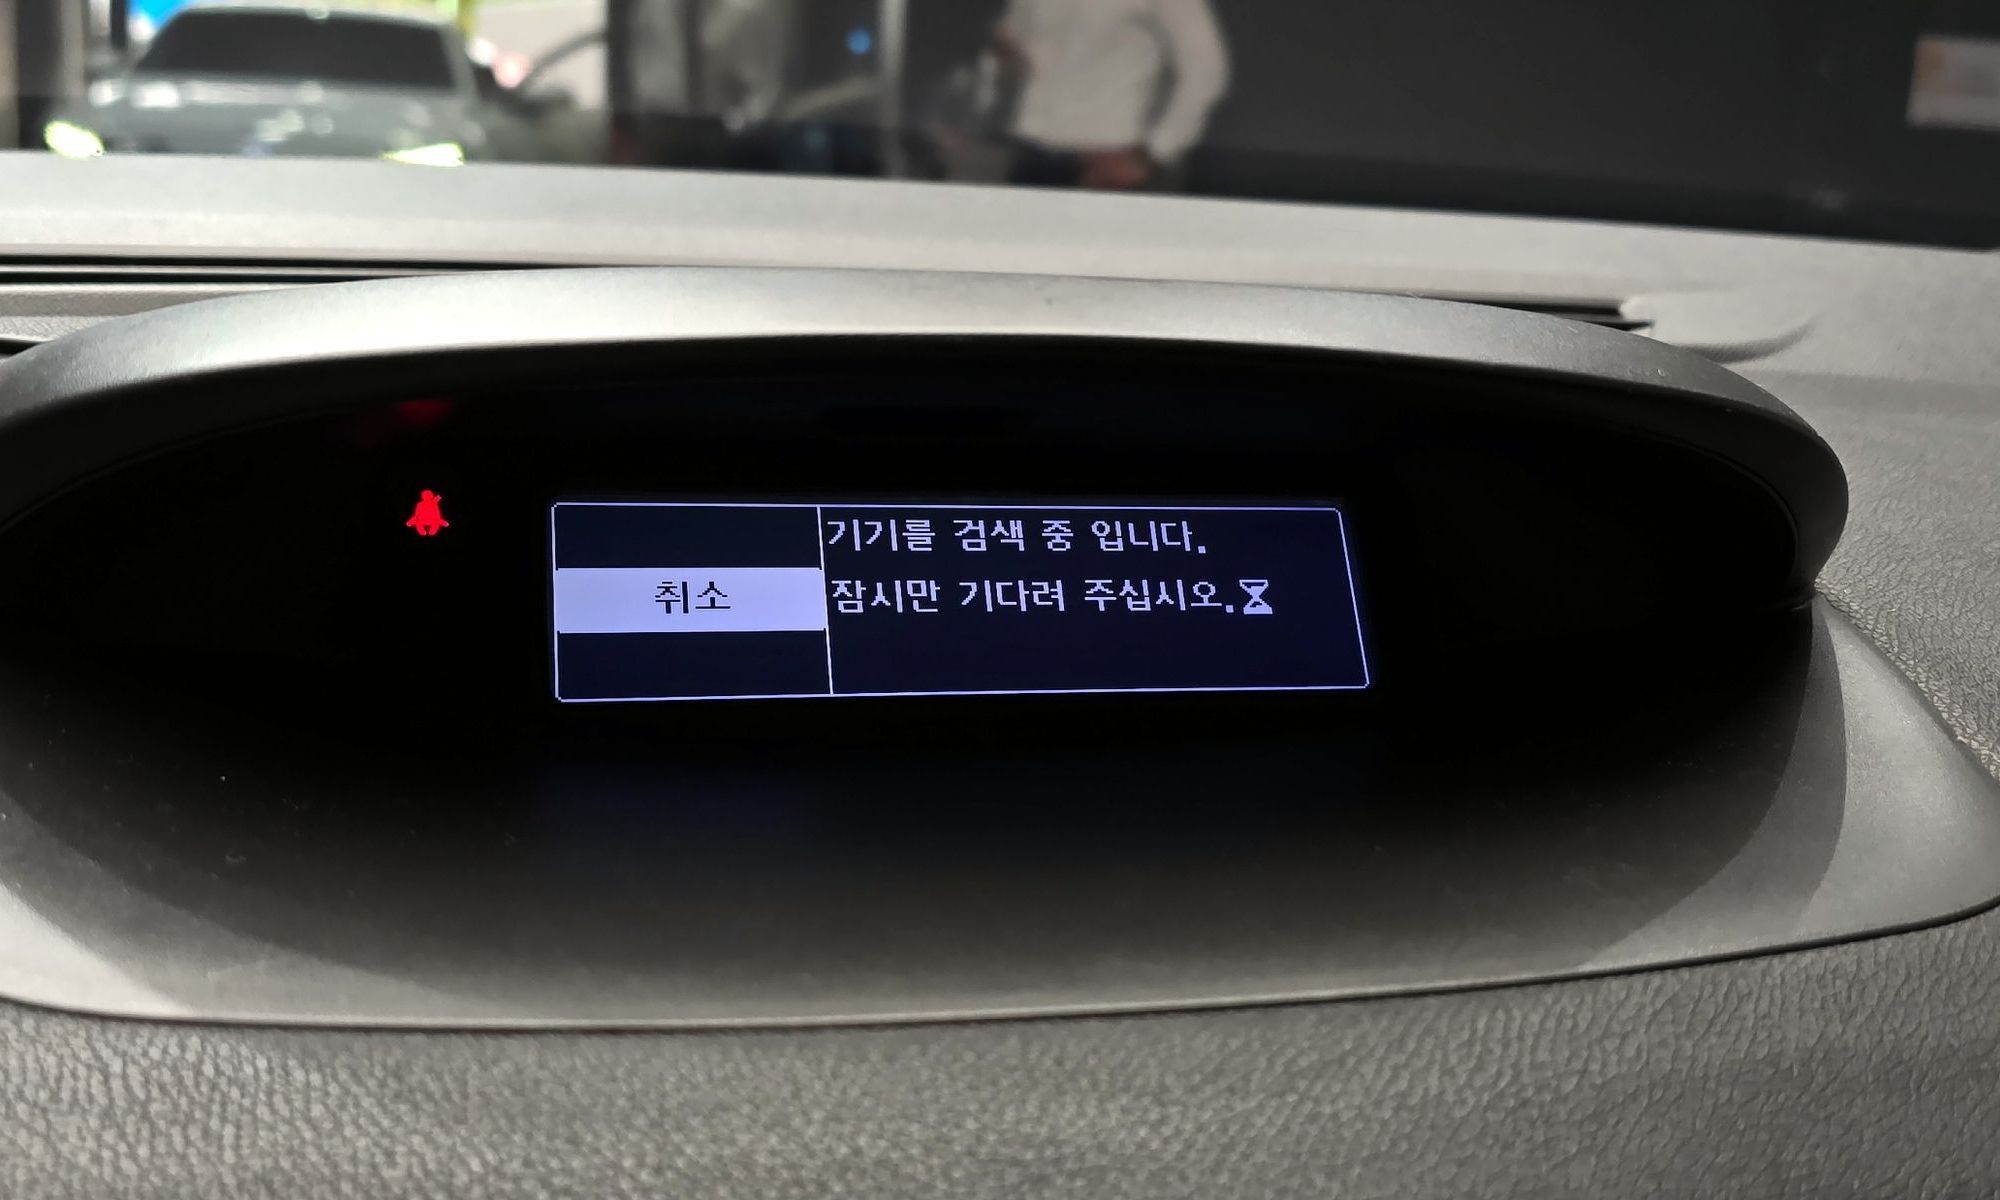 기기를 검색 중 입니다.
취소
잠시만 기다려 주십시오.